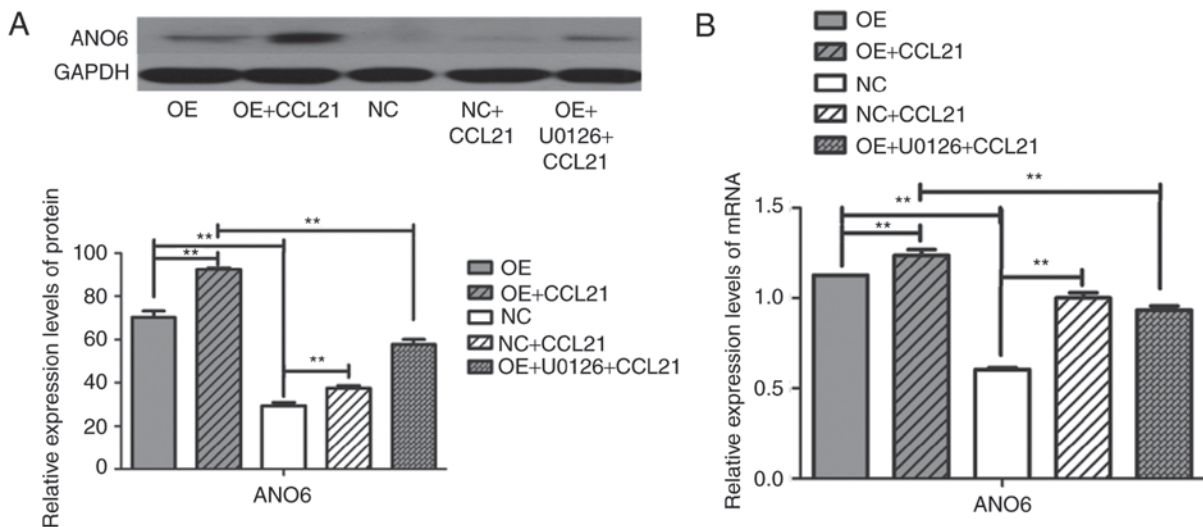 A
ANO6
GAPDH
OE
OE+CCL21
NC
NC+
CCL21
OE+
U0126+
CCL21
Relative expression levels of protein
100
80
60
40
20
0
**
**
**
**
ANO6
OE
OE+CCL21
NC
NC+CCL21
OE+U0126+CCL21
B
OE
OE+CCL21
NC
NC+CCL21
OE+U0126+CCL21
Relative expression levels of mRNA
1.5
1.0
0.5
0.0
**
**
**
**
ANO6